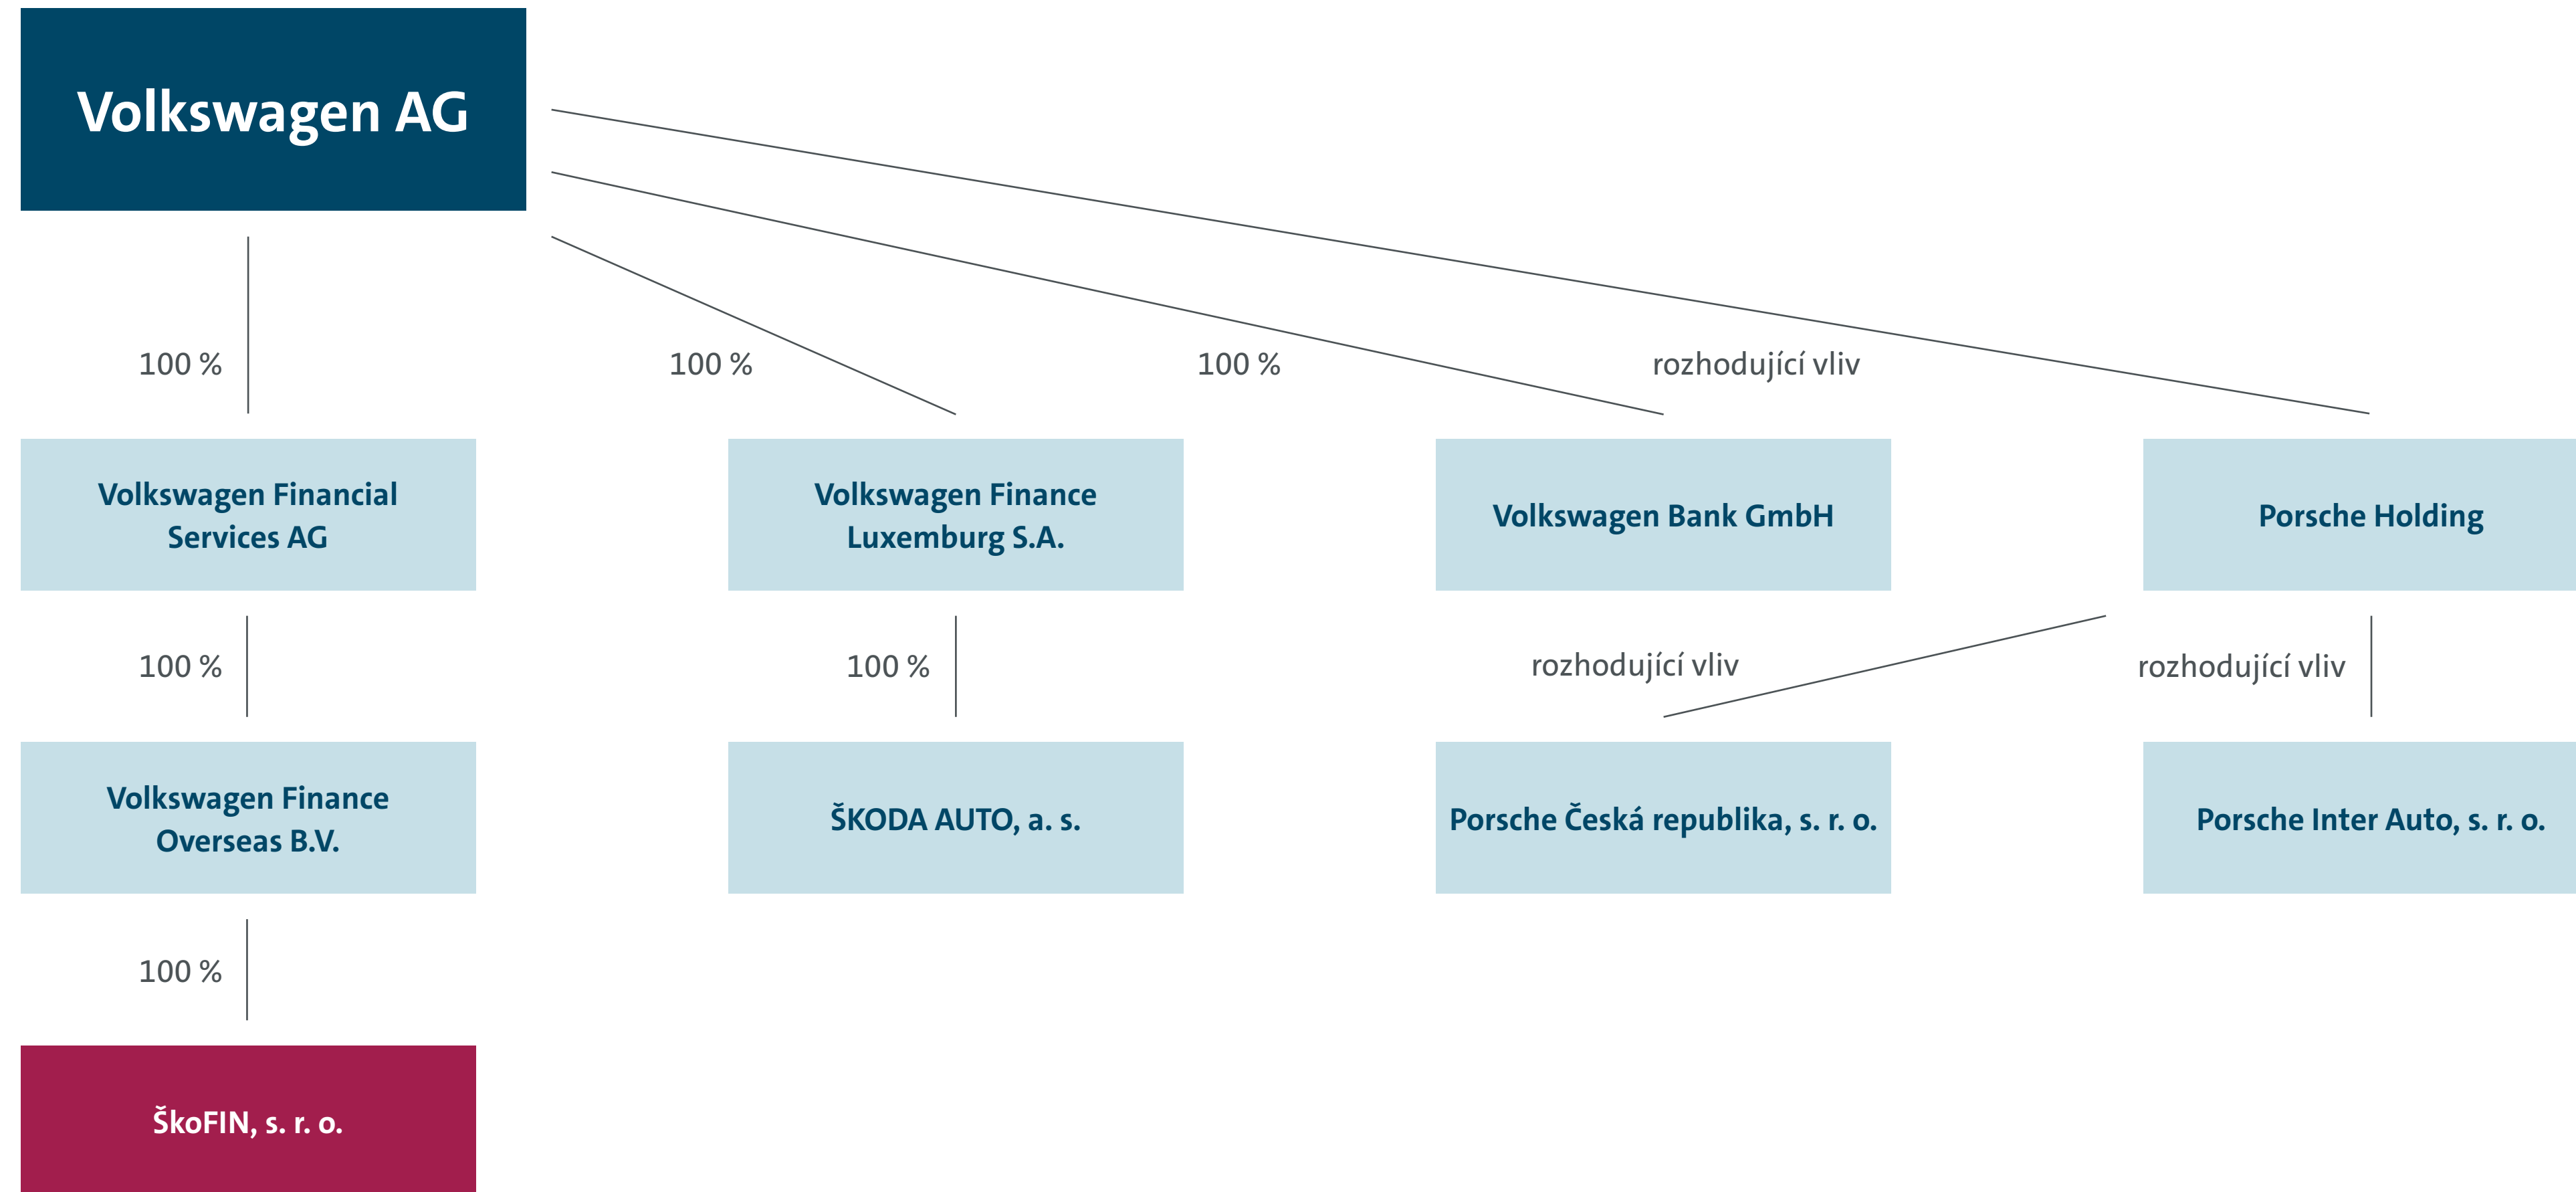 Volkswagen AG
100 %
100 %
100 %
rozhodující vliv
Volkswagen Financial
Services AG
Volkswagen Finance
Luxemburg S.A.
Volkswagen Bank GmbH
Porsche Holding
100 %
100 %
rozhodující vliv
rozhodující vliv
Volkswagen Finance
Overseas B.V.
ŠKODA AUTO, a. s.
Porsche Česká republika, s. r. o.
Porsche Inter Auto, s. r. o.
100 %
ŠkoFIN, s. r. o.